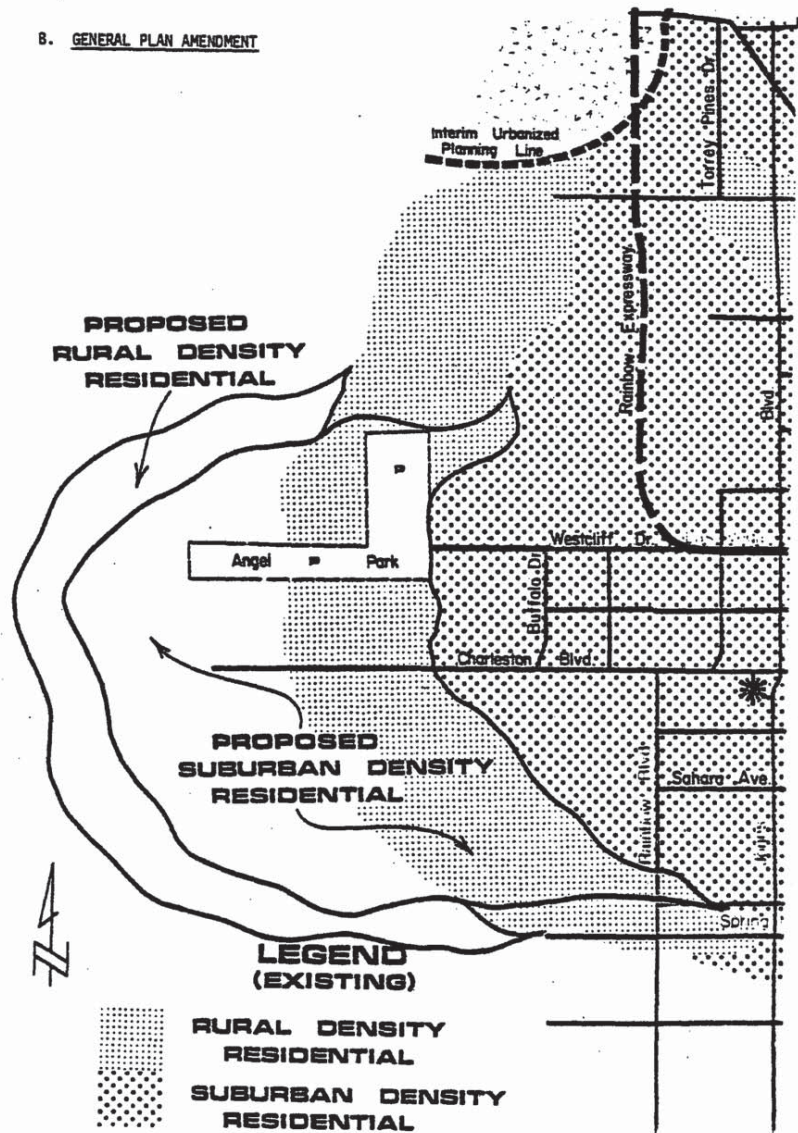 B. GENERAL PLAN AMENDMENT
Interim Urbanized
Planning Line
Torrey Pines Dr.
Rainbow Expressway
PROPOSED
RURAL DENSITY
RESIDENTIAL
Blvd
P
Westcliff Dr.
Angel P Park
Buffalo Dr
Charleston Blvd.
PROPOSED
SUBURBAN DENSITY
RESIDENTIAL
Rainbow Blvd
Sahara Ave.
Spring
LEGEND
(EXISTING)
RURAL DENSITY
RESIDENTIAL
SUBURBAN DENSITY
RESIDENTIAL